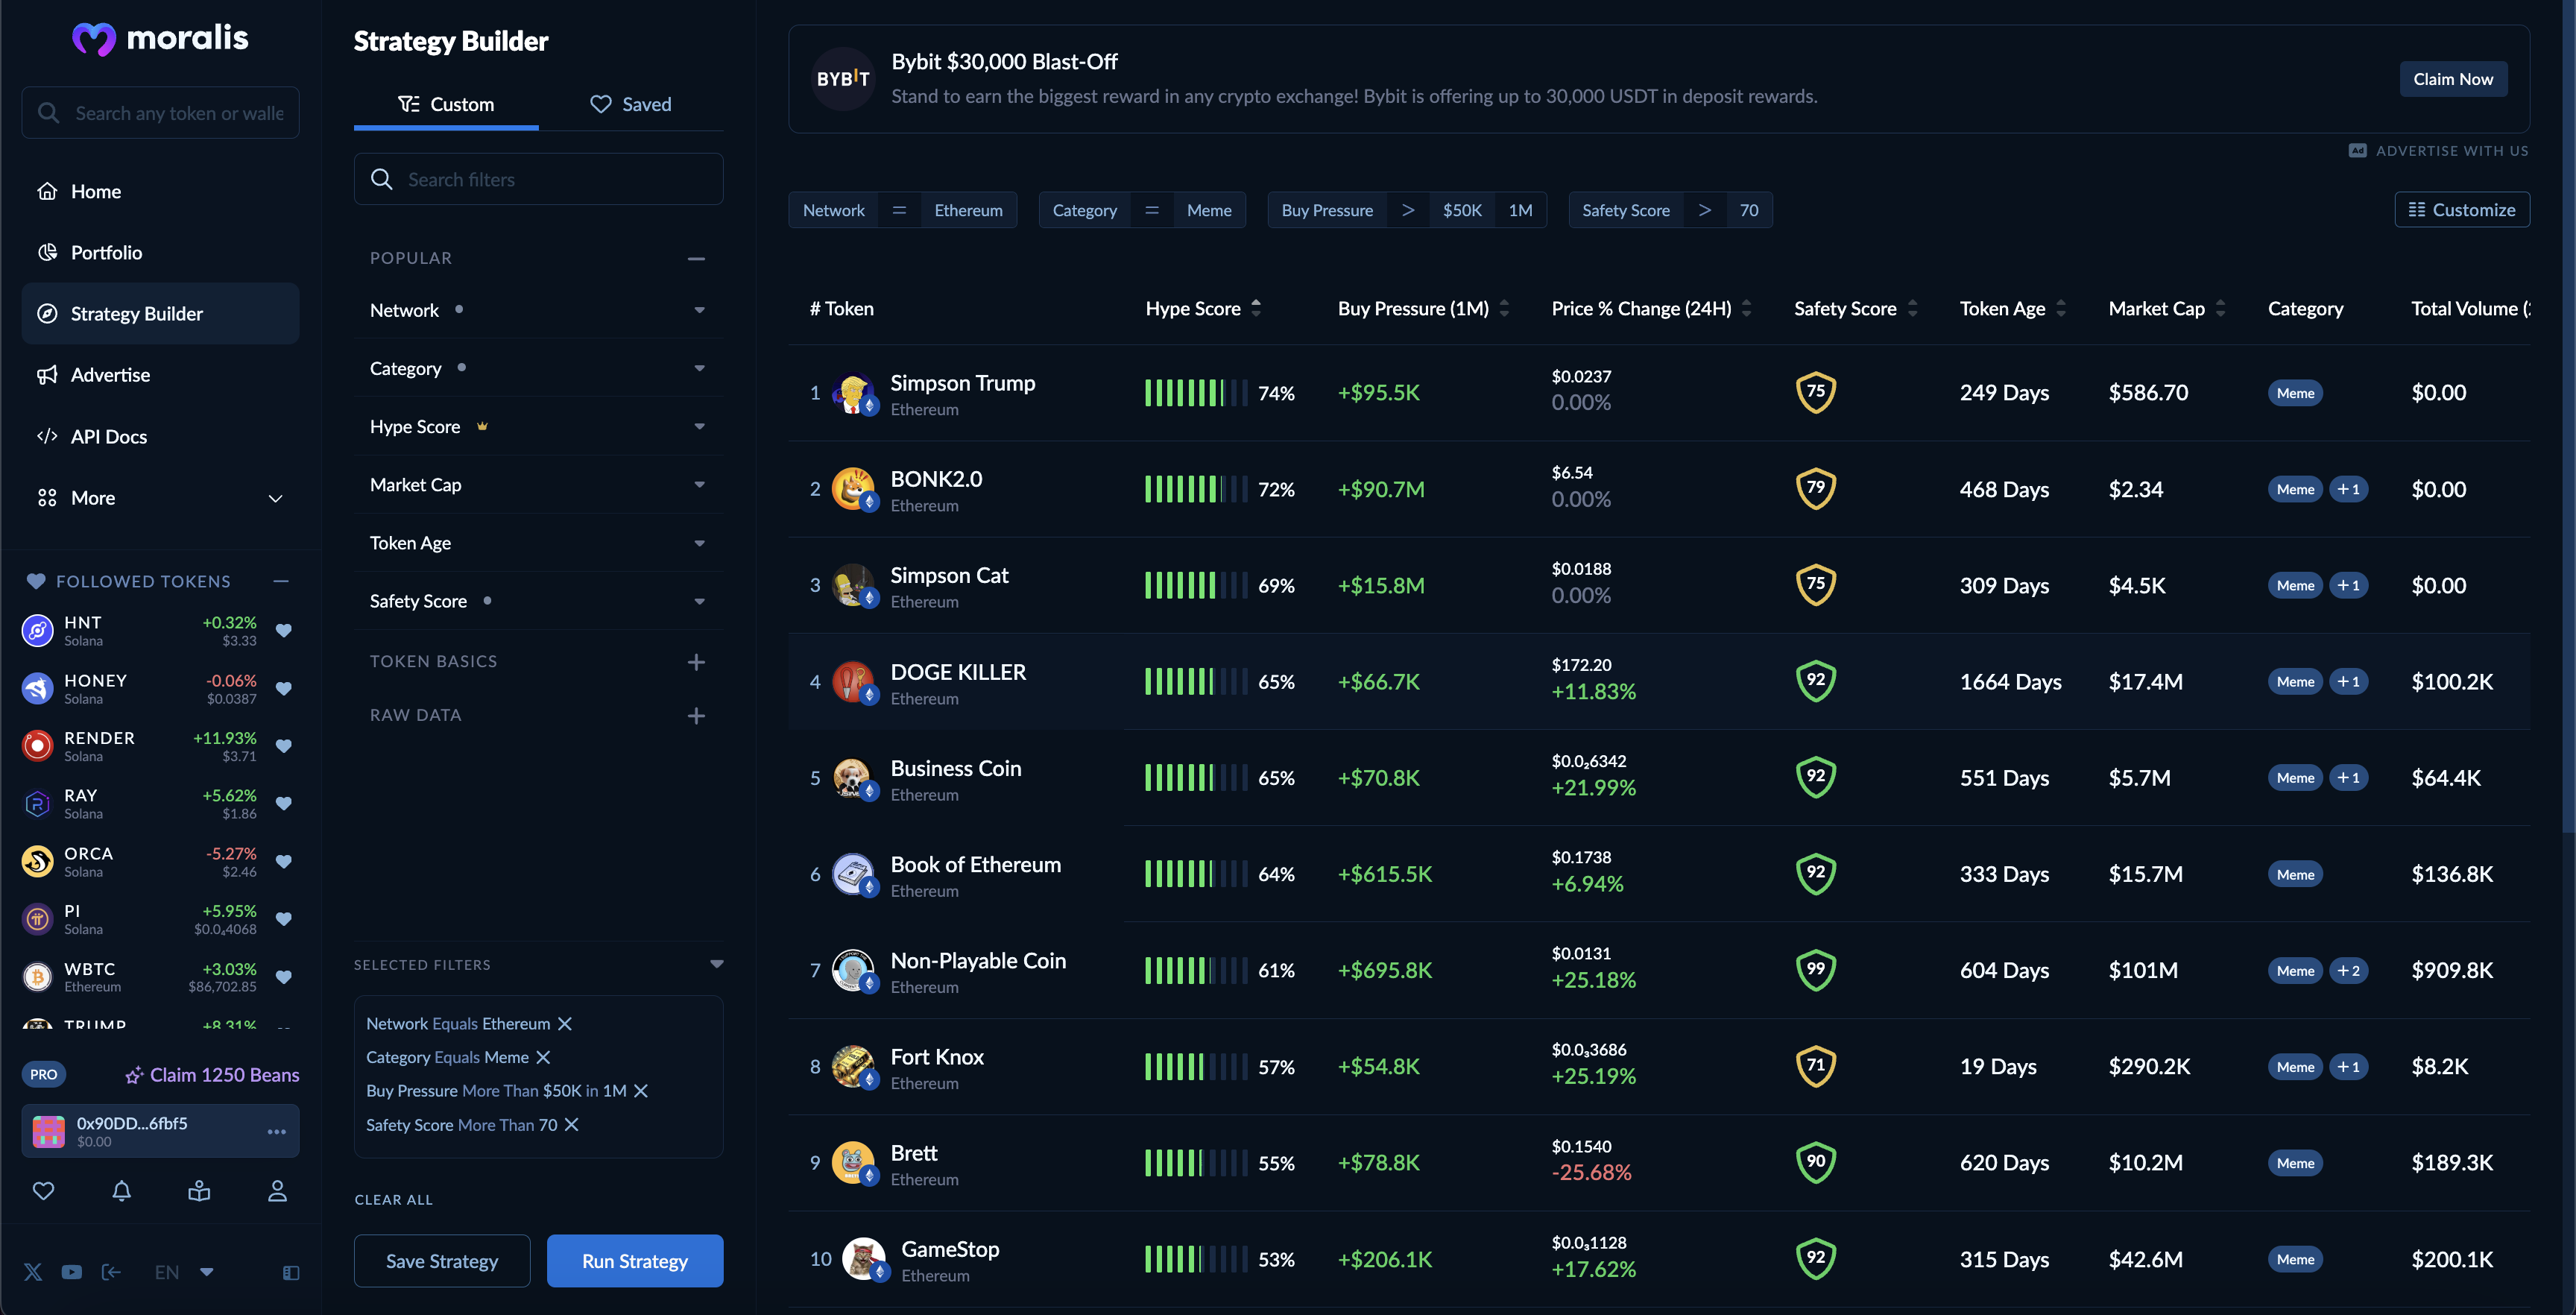 moralis
Search any token or walle
Home
Portfolio
Strategy Builder
Advertise
API Docs
More
FOLLOWED TOKENS
HNT +0.32%
Solana $3.33
HONEY -0.06%
Solana $0.0387
RENDER +11.93%
Solana $3.71
RAY +5.62%
Solana $1.86
ORCA -5.27%
Solana $2.46
PI +5.95%
Solana $0.0₄4068
WBTC +3.03%
Ethereum $86,702.85
TRUMP +8.31%
PRO Claim 1250 Beans
0x90DD...6fbf5
$0.00
EN
Strategy Builder
Custom Saved
Search filters
POPULAR
Network
Category
Hype Score
Market Cap
Token Age
Safety Score
TOKEN BASICS
RAW DATA
SELECTED FILTERS
Network Equals Ethereum
Category Equals Meme
Buy Pressure More Than $50K in 1M
Safety Score More Than 70
CLEAR ALL
Save Strategy Run Strategy
BYBIT
Bybit $30,000 Blast-Off
Stand to earn the biggest reward in any crypto exchange! Bybit is offering up to 30,000 USDT in deposit rewards.
Claim Now
Ad ADVERTISE WITH US
Network = Ethereum Category = Meme Buy Pressure > $50K 1M Safety Score > 70 Customize
# Token Hype Score Buy Pressure (1M) Price % Change (24H) Safety Score Token Age Market Cap Category Total Volume (
1 Simpson Trump Ethereum 74% +$95.5K $0.0237 0.00% 75 249 Days $586.70 Meme $0.00
2 BONK2.0 Ethereum 72% +$90.7M $6.54 0.00% 79 468 Days $2.34 Meme +1 $0.00
3 Simpson Cat Ethereum 69% +$15.8M $0.0188 0.00% 75 309 Days $4.5K Meme +1 $0.00
4 DOGE KILLER Ethereum 65% +$66.7K $172.20 +11.83% 92 1664 Days $17.4M Meme +1 $100.2K
5 Business Coin Ethereum 65% +$70.8K $0.0₂6342 +21.99% 92 551 Days $5.7M Meme +1 $64.4K
6 Book of Ethereum Ethereum 64% +$615.5K $0.1738 +6.94% 92 333 Days $15.7M Meme $136.8K
7 Non-Playable Coin Ethereum 61% +$695.8K $0.0131 +25.18% 99 604 Days $101M Meme +2 $909.8K
8 Fort Knox Ethereum 57% +$54.8K $0.0₃3686 +25.19% 71 19 Days $290.2K Meme +1 $8.2K
9 Brett Ethereum 55% +$78.8K $0.1540 -25.68% 90 620 Days $10.2M Meme $189.3K
10 GameStop Ethereum 53% +$206.1K $0.0₃1128 +17.62% 92 315 Days $42.6M Meme $200.1K